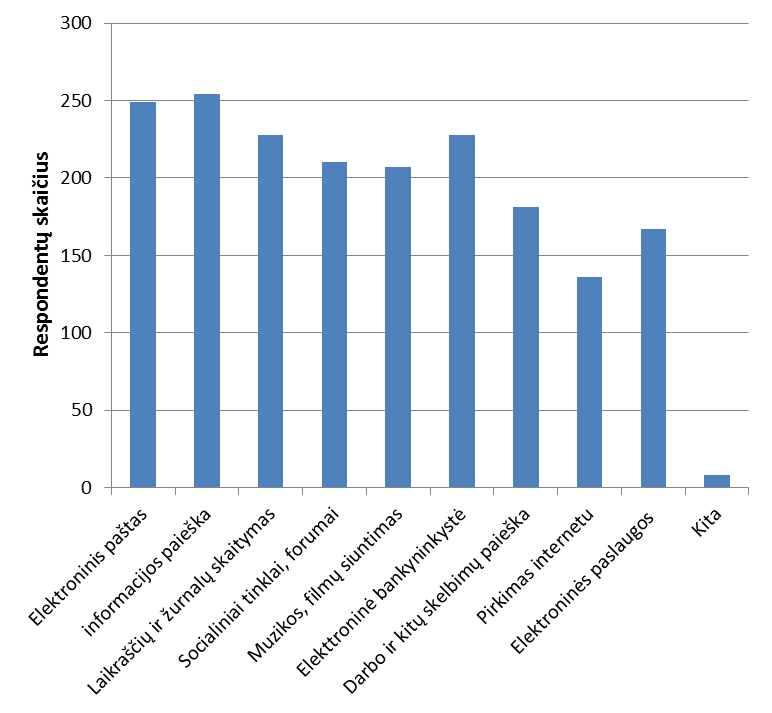 300
250
200
150
100
50
0
Respondentų skaičius
Elektroninis paštas
informacijos paieška
Laikraščių ir žurnalų skaitymas
Socialiniai tinklai, forumai
Muzikos, filmų siuntimas
Elekttroninė bankyninkystė
Darbo ir kitų skelbimų paieška
Pirkimas internetu
Elektroninės paslaugos
Kita